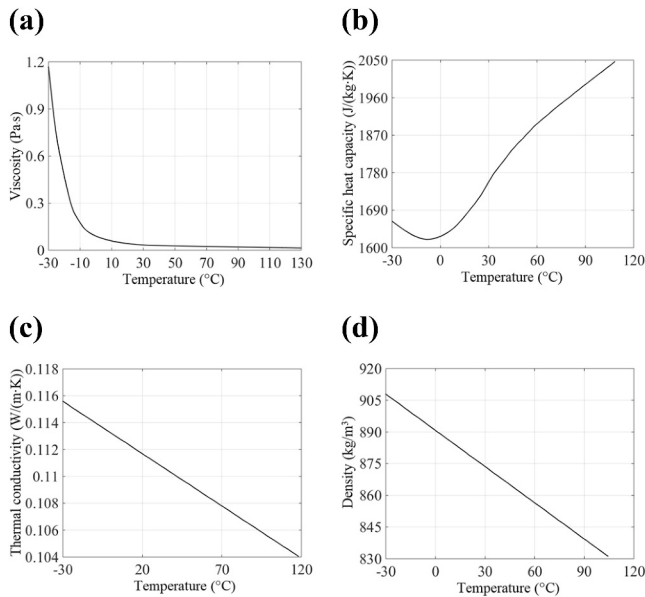 (a)
Viscosity (Pa·s)
1.2
0.9
0.6
0.3
0
-30 -10 10 30 50 70 90 110 130
Temperature (°C)
(b)
Specific heat capacity (J/(kg·K))
2050
1960
1870
1780
1690
1600
-30 0 30 60 90 120
Temperature (°C)
(c)
Thermal conductivity (W/(m·K))
0.118
0.116
0.114
0.112
0.11
0.108
0.106
0.104
-30 20 70 120
Temperature (°C)
(d)
Density (kg/m³)
920
905
890
875
860
845
830
-30 0 30 60 90 120
Temperature (°C)